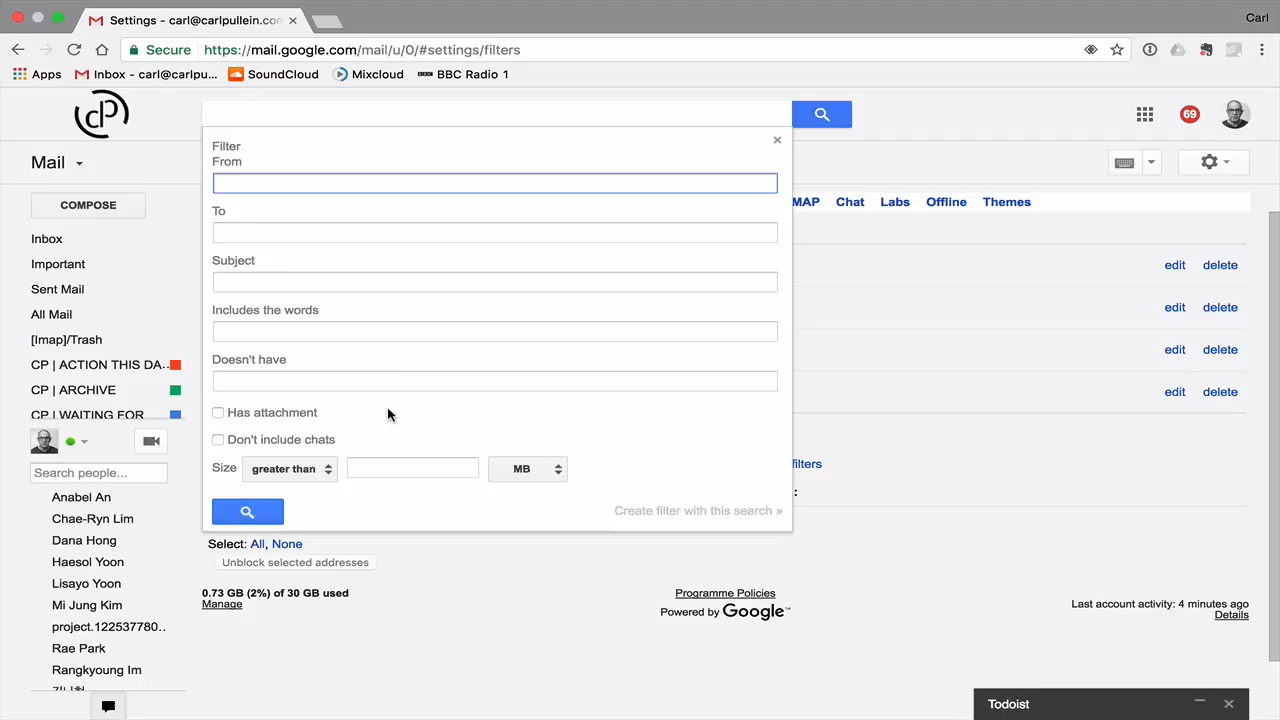 Settings - carl@carlpullein.con
Carl
Secure https://mail.google.com/mail/u/0/#settings/filters
Apps Inbox - carl@carlpu... SoundCloud Mixcloud BBC Radio 1
cP
69
Mail
COMPOSE
Inbox
Important
Sent Mail
All Mail
[Imap]/Trash
CP | ACTION THIS DA..
CP | ARCHIVE
CP | WAITING FOR
Search people...
Anabel An
Chae-Ryn Lim
Dana Hong
Haesol Yoon
Lisayo Yoon
Mi Jung Kim
project.122537780..
Rae Park
Rangkyoung Im
Filter
From
To
Subject
Includes the words
Doesn't have
Has attachment
Don't include chats
Size greater than MB
Create filter with this search »
MAP Chat Labs Offline Themes
edit delete
edit delete
edit delete
edit delete
filters
:
Select: All, None
Unblock selected addresses
0.73 GB (2%) of 30 GB used
Manage
Programme Policies
Powered by Google™
Last account activity: 4 minutes ago
Details
Todoist